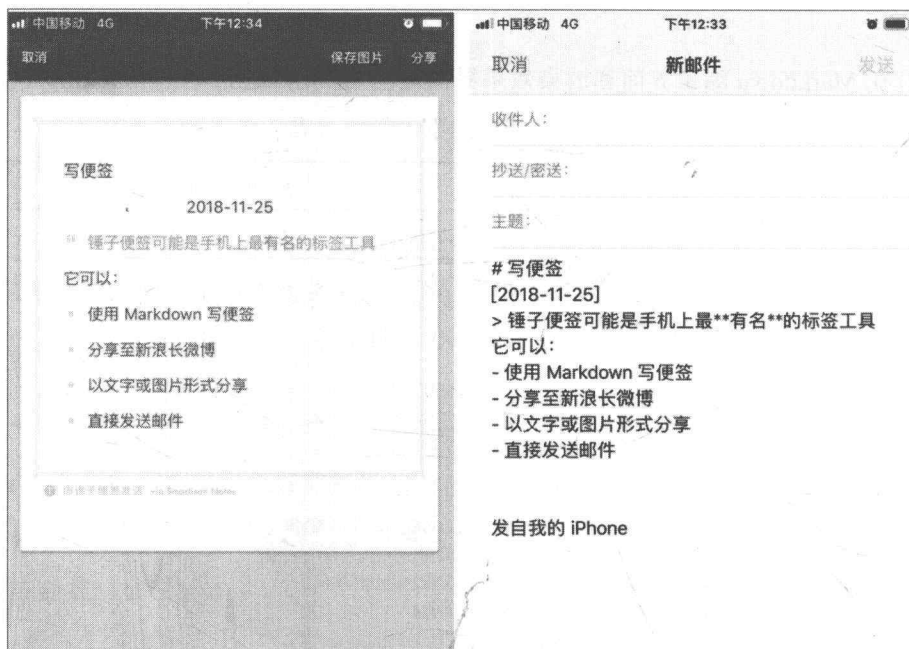 中国移动 4G 下午12:34
取消 保存图片 分享
写便签
2018-11-25
锤子便签可能是手机上最有名的标签工具
它可以：
使用 Markdown 写便签
分享至新浪长微博
以文字或图片形式分享
直接发送邮件
via Smartisan Notes
中国移动 4G 下午12:33
取消 新邮件 发送
收件人：
抄送/密送：
主题：
# 写便签
[2018-11-25]
> 锤子便签可能是手机上最**有名**的标签工具
它可以：
- 使用 Markdown 写便签
- 分享至新浪长微博
- 以文字或图片形式分享
- 直接发送邮件
发自我的 iPhone